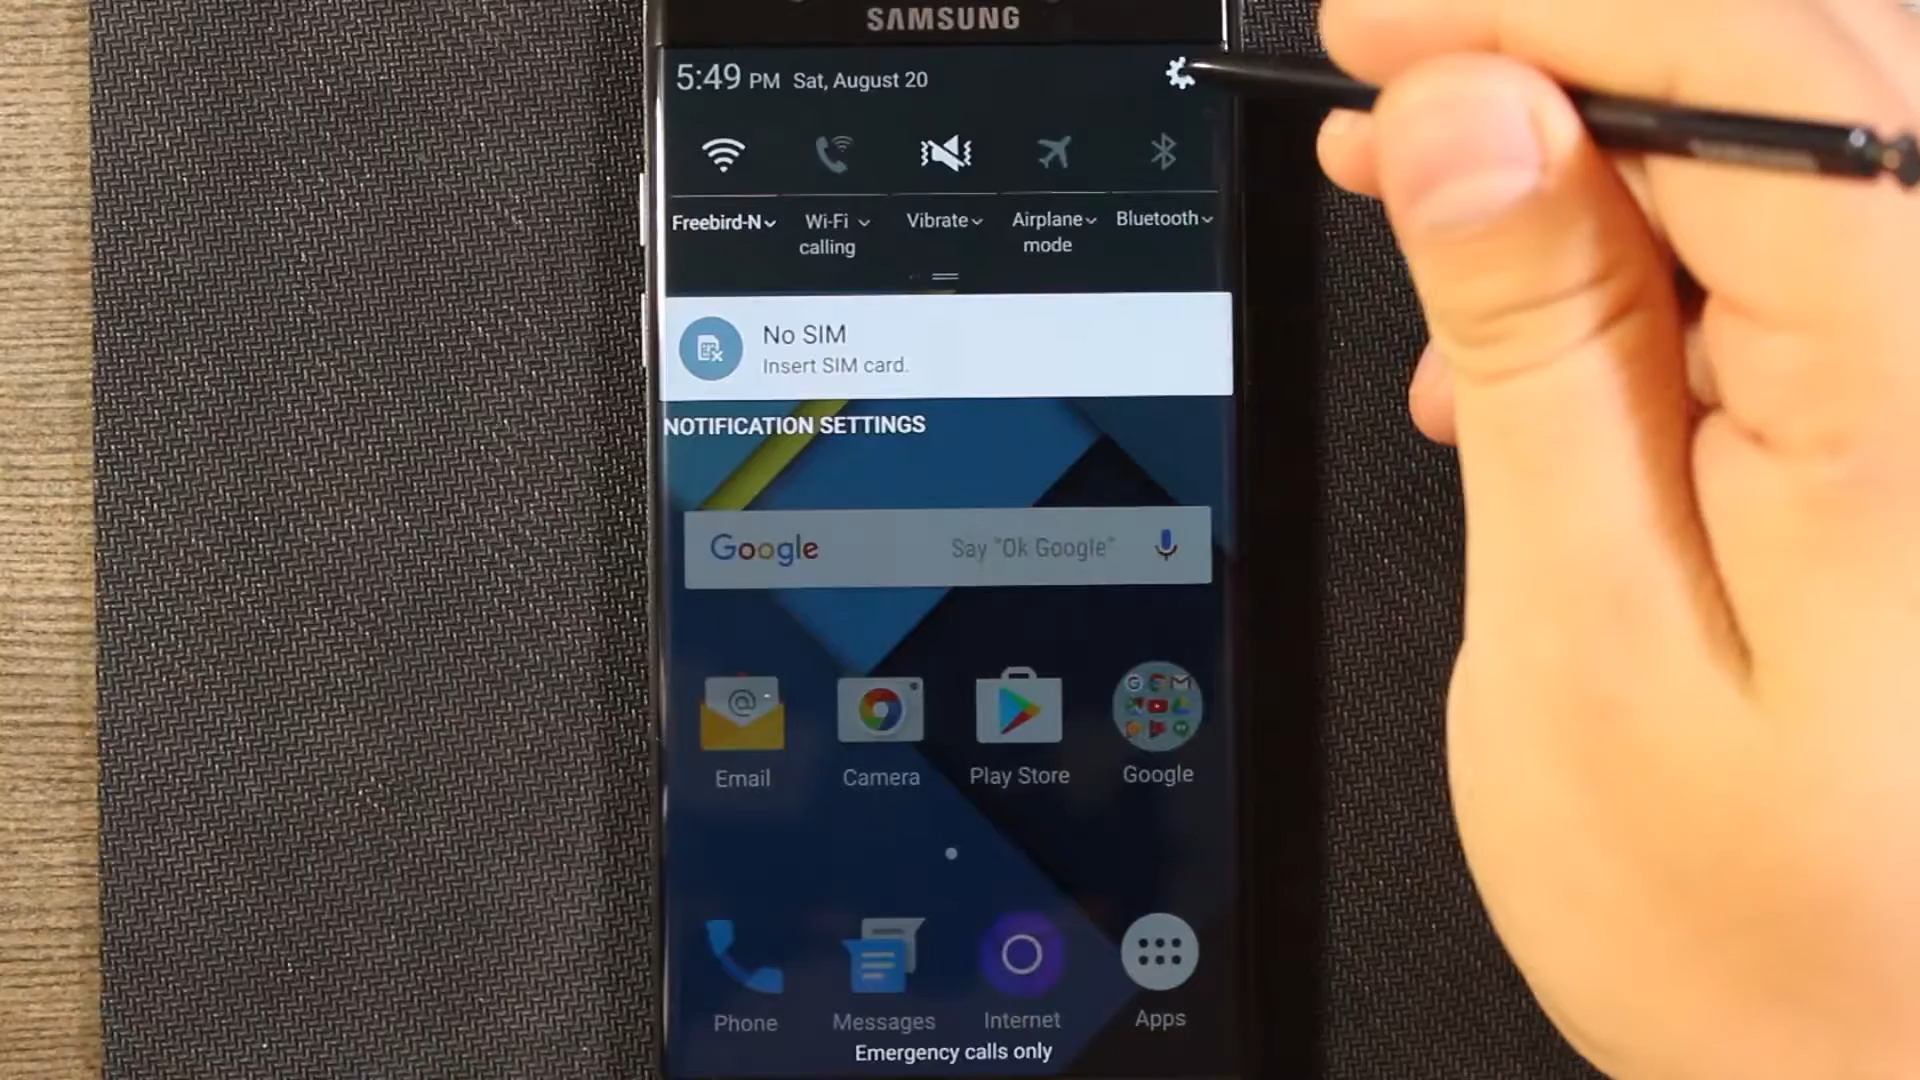 SAMSUNG
5:49 PM Sat, August 20
Freebird-N
Wi-Fi calling
Vibrate
Airplane mode
Bluetooth
No SIM
Insert SIM card.
NOTIFICATION SETTINGS
Google Say "Ok Google"
Email Camera Play Store Google
Phone Messages Internet Apps
Emergency calls only